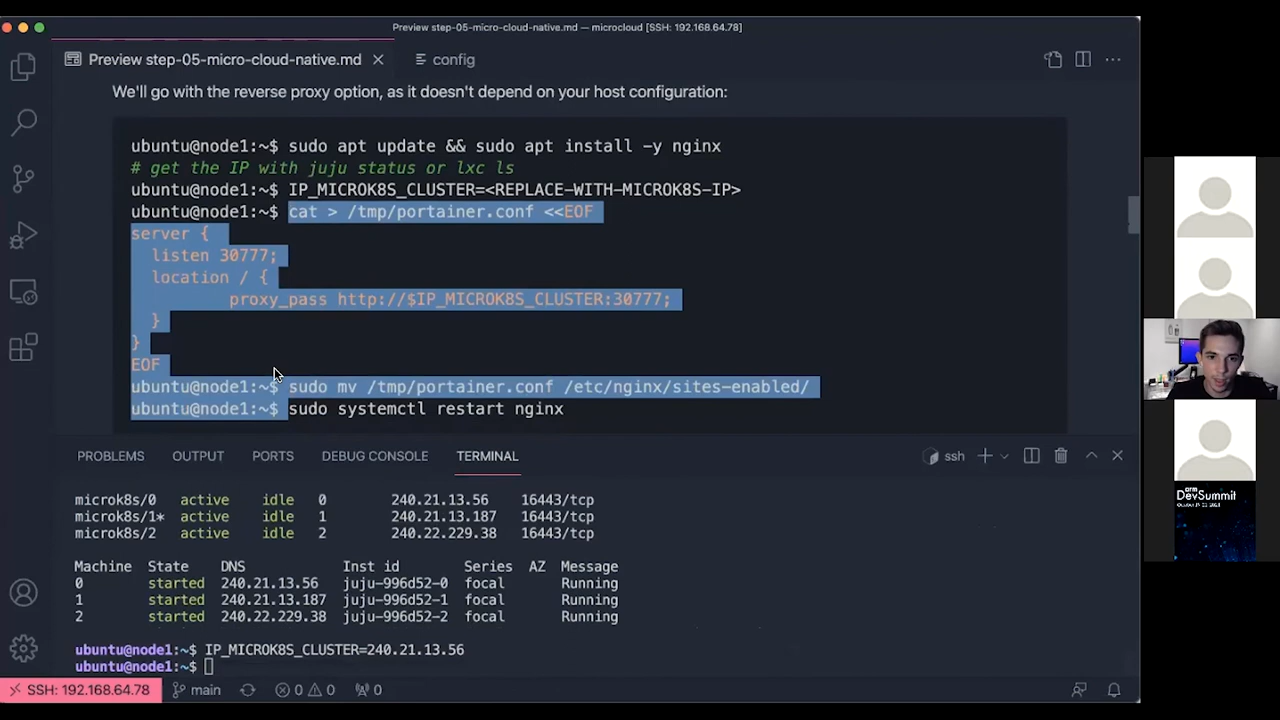 Preview step-05-micro-cloud-native.md — microcloud [SSH: 192.168.64.78]
Preview step-05-micro-cloud-native.md
config
We'll go with the reverse proxy option, as it doesn't depend on your host configuration:
ubuntu@node1:~$ sudo apt update && sudo apt install -y nginx
# get the IP with juju status or lxc ls
ubuntu@node1:~$ IP_MICROK8S_CLUSTER=<REPLACE-WITH-MICROK8S-IP>
ubuntu@node1:~$ cat > /tmp/portainer.conf <<EOF
server {
listen 30777;
location / {
proxy_pass http://$IP_MICROK8S_CLUSTER:30777;
}
}
EOF
ubuntu@node1:~$ sudo mv /tmp/portainer.conf /etc/nginx/sites-enabled/
ubuntu@node1:~$ sudo systemctl restart nginx
PROBLEMS OUTPUT PORTS DEBUG CONSOLE TERMINAL ssh
microk8s/0 active idle 0 240.21.13.56 16443/tcp
microk8s/1* active idle 1 240.21.13.187 16443/tcp
microk8s/2 active idle 2 240.22.229.38 16443/tcp
Machine State DNS Inst id Series AZ Message
0 started 240.21.13.56 juju-996d52-0 focal Running
1 started 240.21.13.187 juju-996d52-1 focal Running
2 started 240.22.229.38 juju-996d52-2 focal Running
ubuntu@node1:~$ IP_MICROK8S_CLUSTER=240.21.13.56
ubuntu@node1:~$
SSH: 192.168.64.78 main 0 0 0
arm
DevSummit